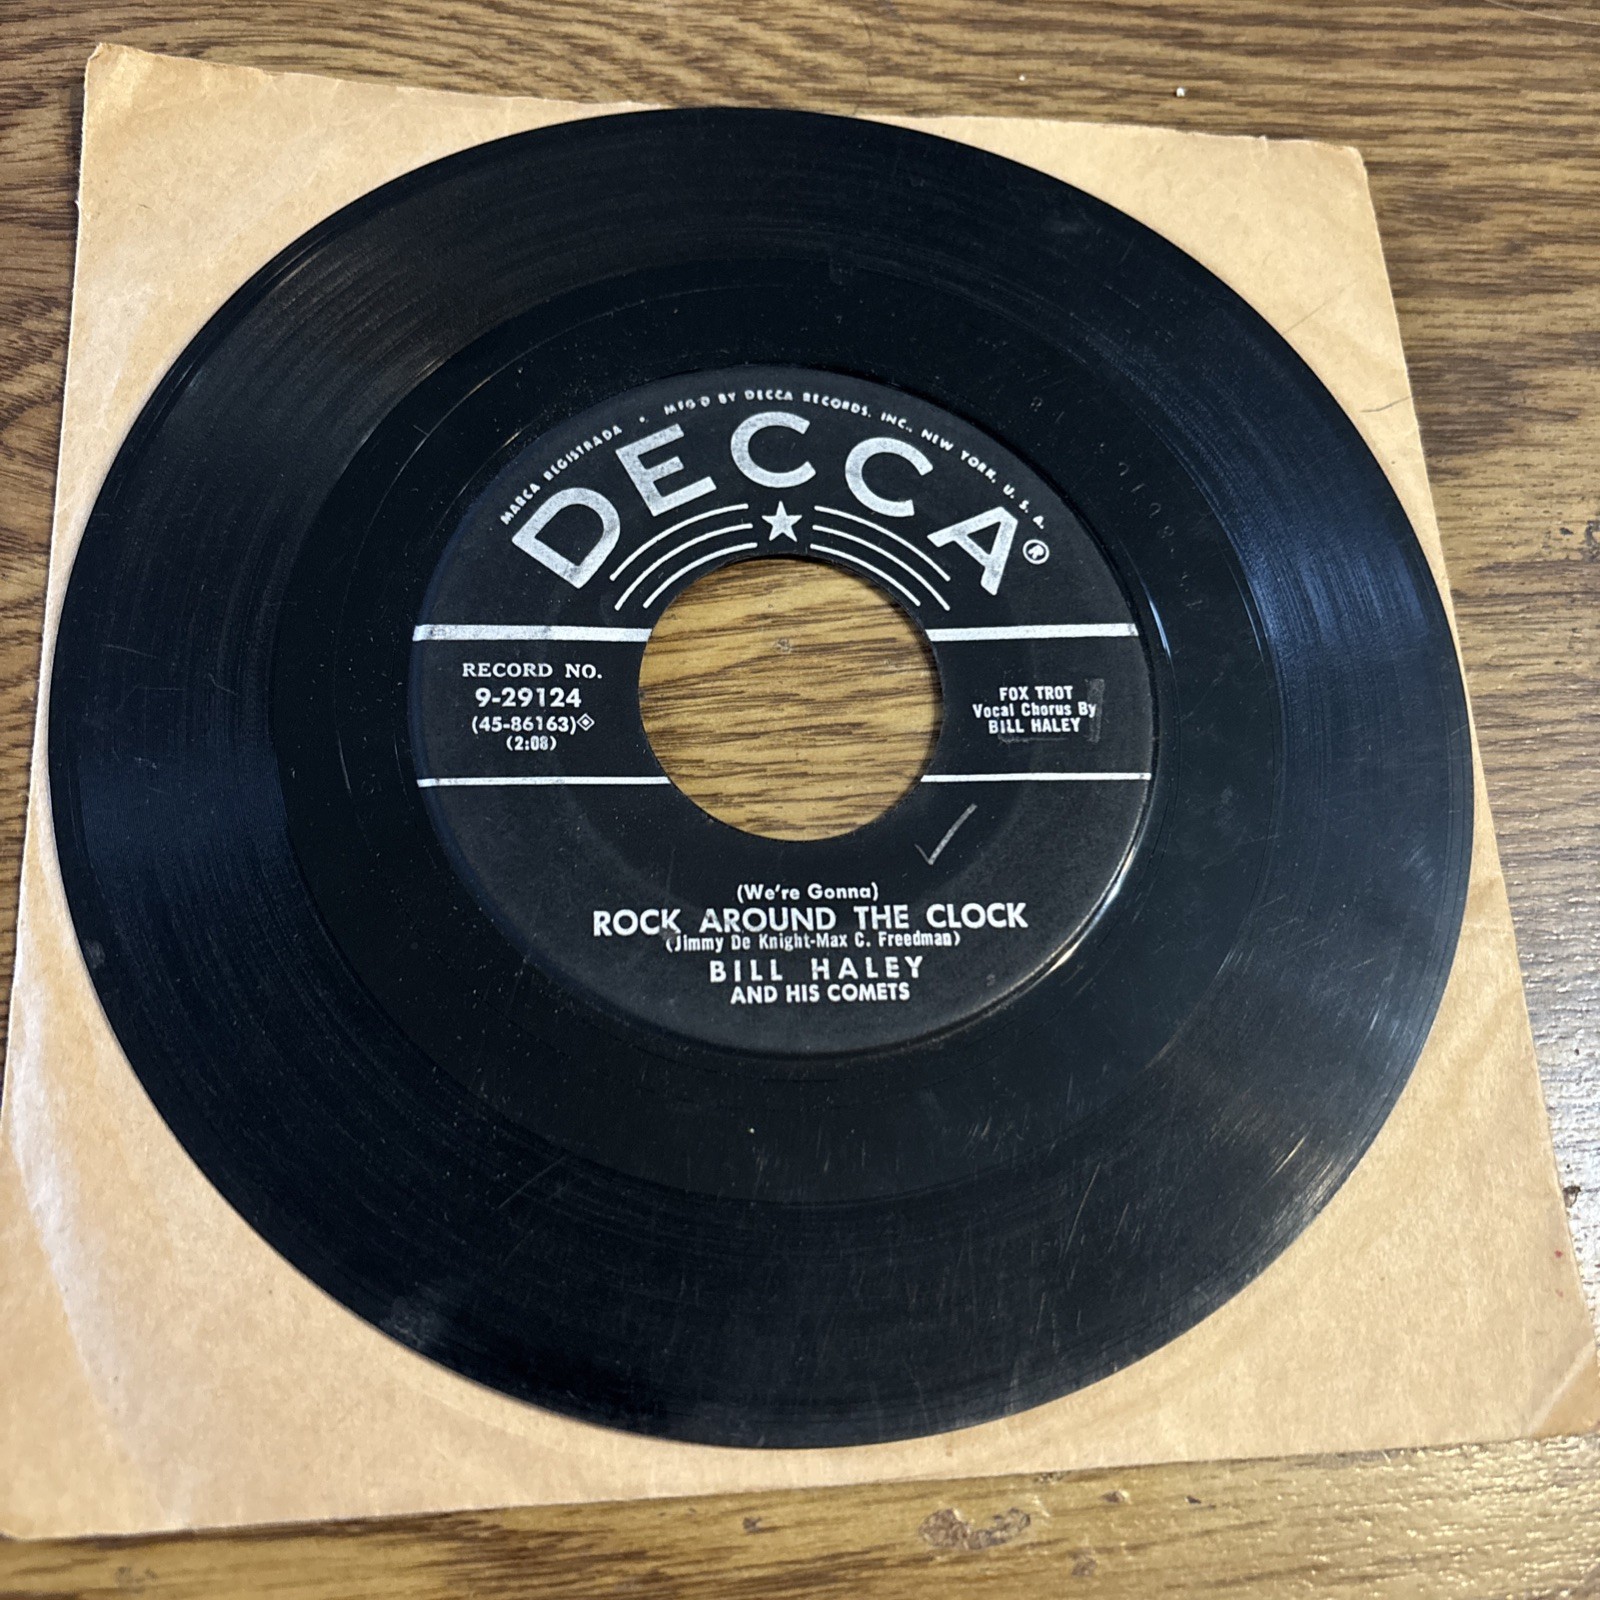 MARCA REGISTRADA • MFG'D BY DECCA RECORDS, INC., NEW YORK, U. S. A.
DECCA®
RECORD NO.
9-29124
(45-86163)
(2:08)
FOX TROT
Vocal Chorus By
BILL HALEY
(We're Gonna)
ROCK AROUND THE CLOCK
(Jimmy De Knight-Max C. Freedman)
BILL HALEY
AND HIS COMETS